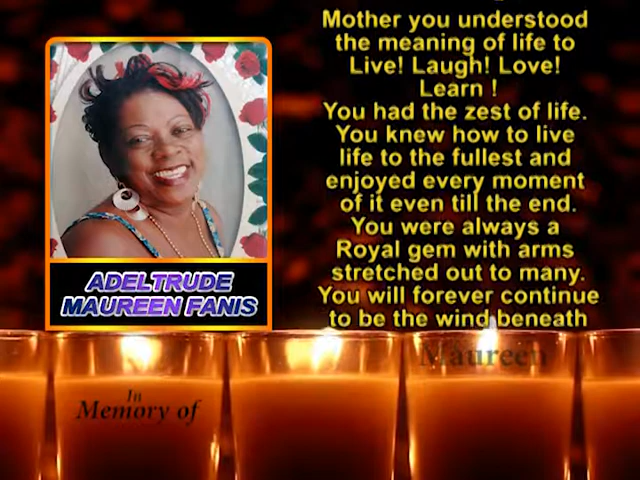 Mother you understood
the meaning of life to
Live! Laugh! Love!
Learn !
You had the zest of life.
You knew how to live
life to the fullest and
enjoyed every moment
of it even till the end.
You were always a
Royal gem with arms
stretched out to many.
You will forever continue
to be the wind beneath
ADELTRUDE
MAUREEN FANIS
Maureen
In
Memory of